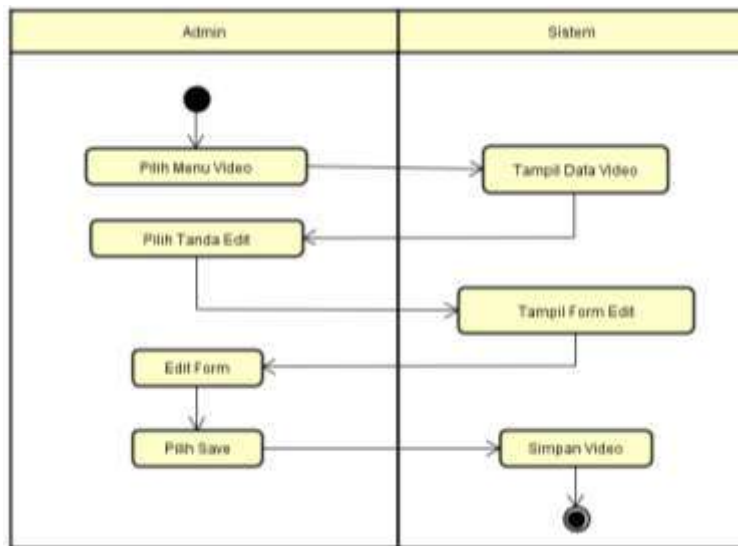 Admin
Sistem
Pilih Menu Video
Tampil Data Video
Pilih Tanda Edit
Tampil Form Edit
Edit Form
Pilih Save
Simpan Video